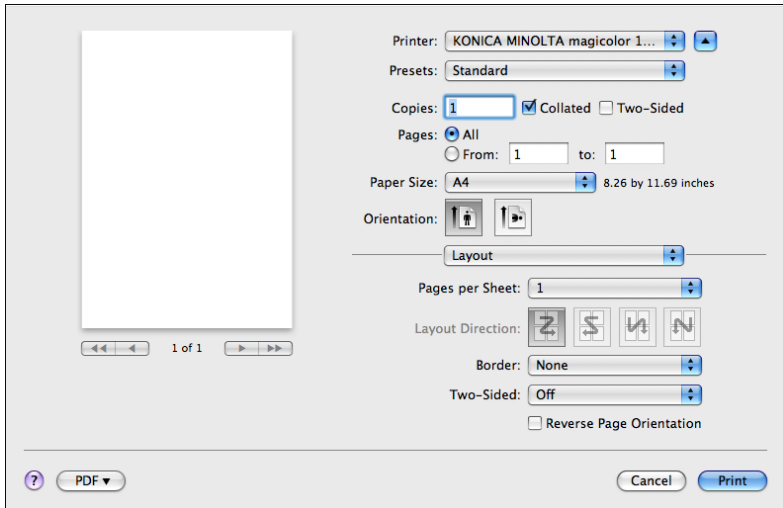 Printer: KONICA MINOLTA magicolor 1...
Presets: Standard
Copies: 1 Collated Two-Sided
Pages: All
From: 1 to: 1
Paper Size: A4 8.26 by 11.69 inches
Orientation:
Layout
Pages per Sheet: 1
Layout Direction:
1 of 1
Border: None
Two-Sided: Off
Reverse Page Orientation
? PDF Cancel Print